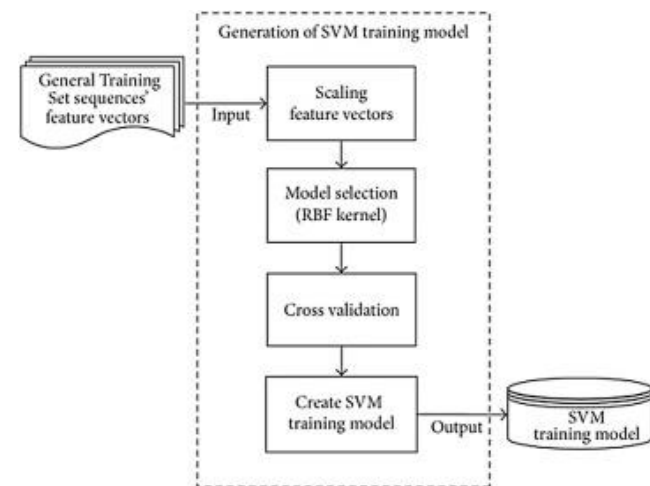 Generation of SVM training model
General Training
Set sequences'
feature vectors
Input
Scaling
feature vectors
Model selection
(RBF kernel)
Cross validation
Create SVM
training model
Output
SVM
training model